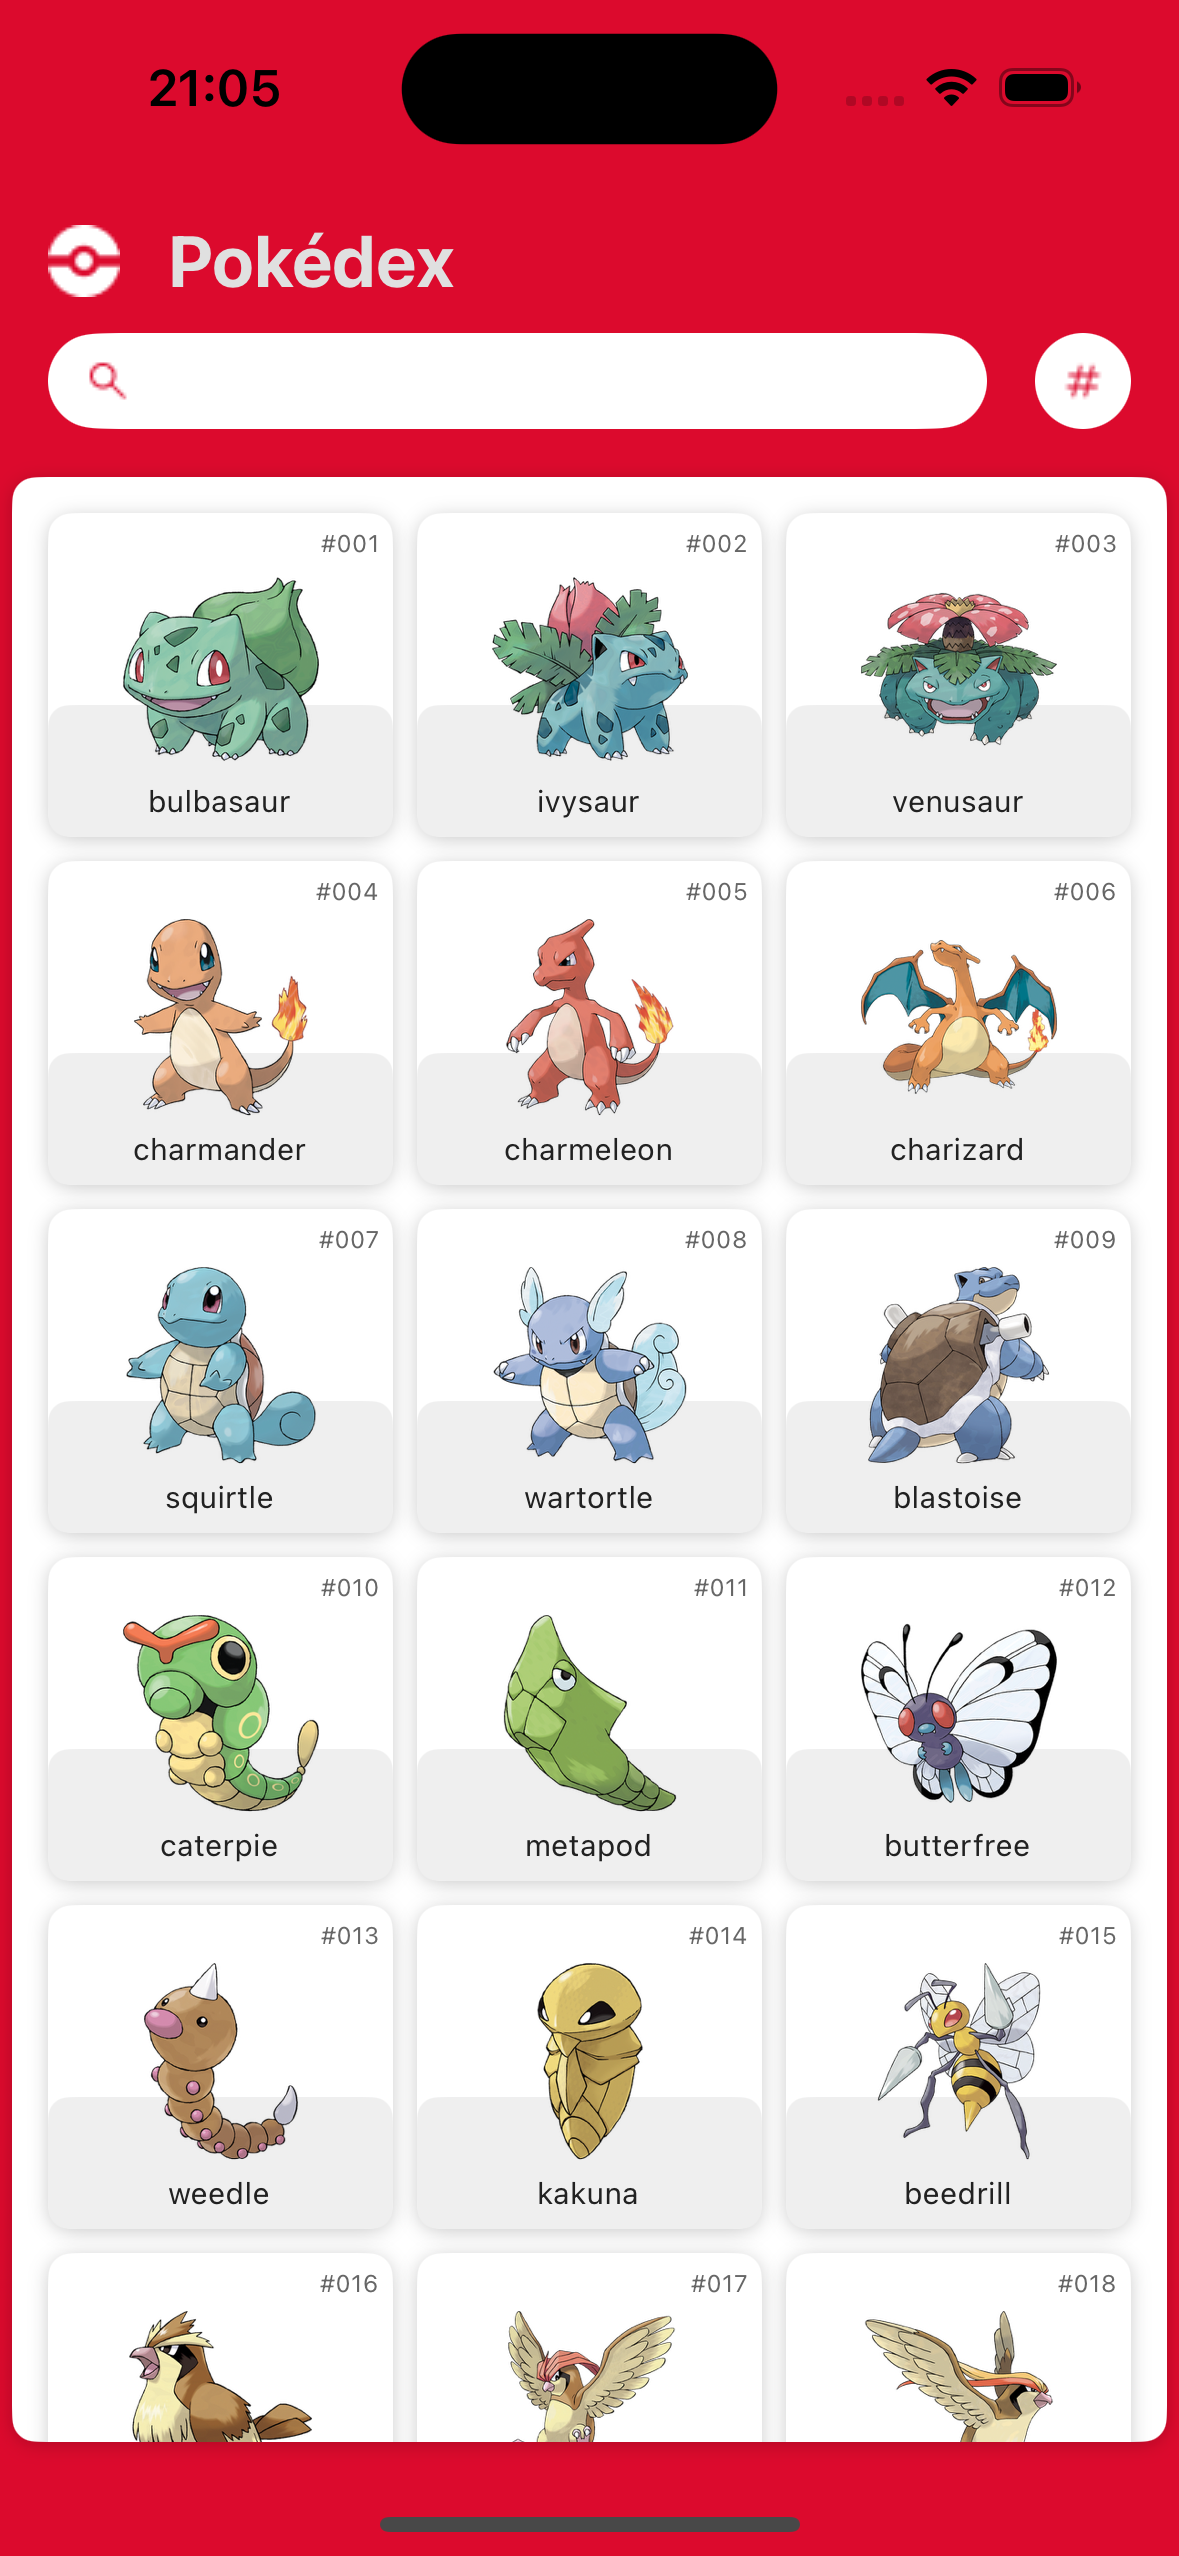 21:05
Pokédex
#
#001 #002 #003
bulbasaur ivysaur venusaur
#004 #005 #006
charmander charmeleon charizard
#007 #008 #009
squirtle wartortle blastoise
#010 #011 #012
caterpie metapod butterfree
#013 #014 #015
weedle kakuna beedrill
#016 #017 #018